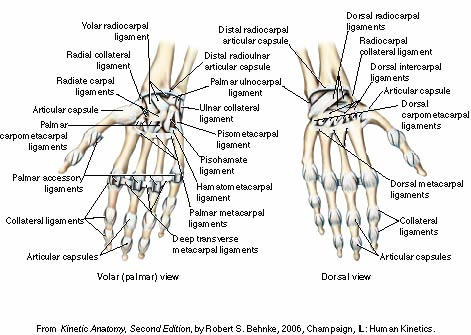 Volar radiocarpal
ligament
Radial collateral
ligament
Radiate carpal
ligaments
Articular capsule
Palmar
carpometacarpal
ligaments
Palmar accessory
ligaments
Collateral ligaments
Articular capsules
Distal radiocarpal
articular capsule
Distal radioulnar
articular capsule
Palmar ulnocarpal
ligament
Ulnar collateral
ligament
Pisometacarpal
ligament
Pisohamate
ligament
Hamatometacarpal
ligament
Palmar metacarpal
ligaments
Deep transverse
metacarpal ligaments
Volar (palmar) view
Dorsal radiocarpal
ligaments
Radiocarpal
collateral ligament
Dorsal intercarpal
ligaments
Articular capsule
Dorsal
carpometacarpal
ligaments
Dorsal metacarpal
ligaments
Collateral
ligaments
Articular capsules
Dorsal view
From Kinetic Anatomy, Second Edition, by Robert S. Behnke, 2006, Champaign, IL: Human Kinetics.